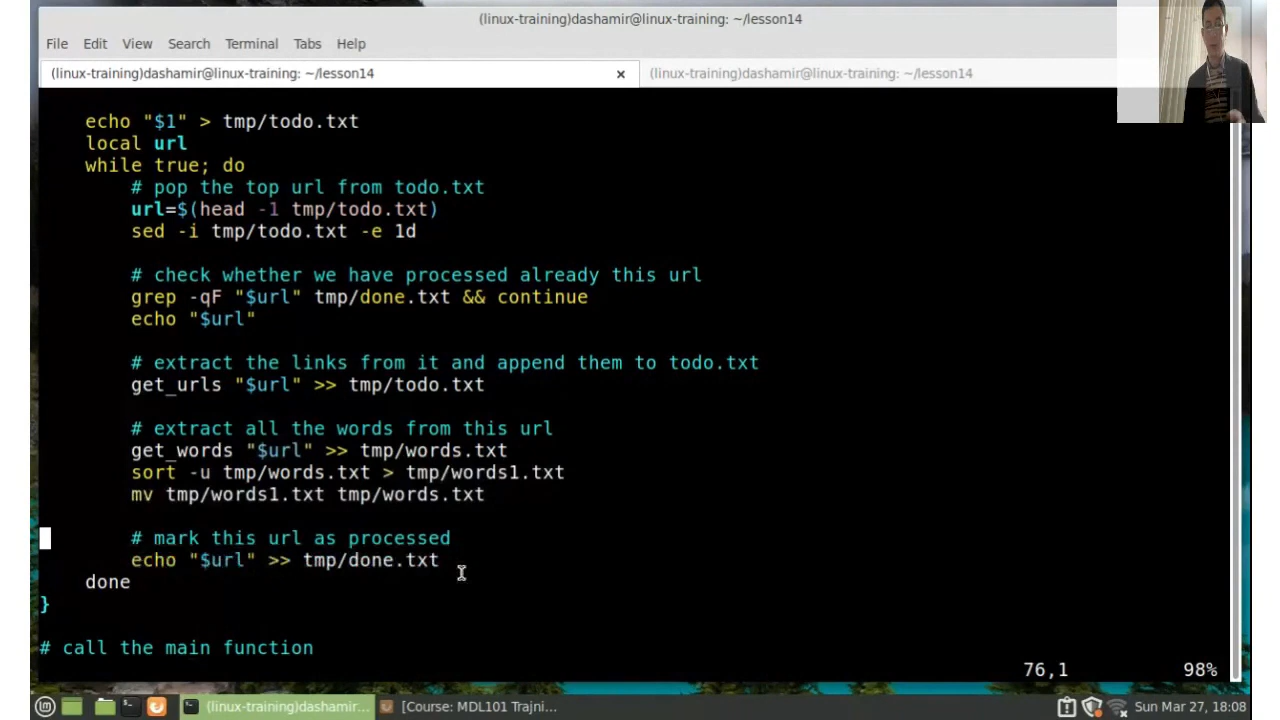 (linux-training)dashamir@linux-training: ~/lesson14
File Edit View Search Terminal Tabs Help
(linux-training)dashamir@linux-training: ~/lesson14 × (linux-training)dashamir@linux-training: ~/lesson14
echo "$1" > tmp/todo.txt
local url
while true; do
# pop the top url from todo.txt
url=$(head -1 tmp/todo.txt)
sed -i tmp/todo.txt -e 1d
# check whether we have processed already this url
grep -qF "$url" tmp/done.txt && continue
echo "$url"
# extract the links from it and append them to todo.txt
get_urls "$url" >> tmp/todo.txt
# extract all the words from this url
get_words "$url" >> tmp/words.txt
sort -u tmp/words.txt > tmp/words1.txt
mv tmp/words1.txt tmp/words.txt
# mark this url as processed
echo "$url" >> tmp/done.txt
done
}
# call the main function
76,1 98%
(linux-training)dashamir... [Course: MDL101 Trajni... Sun Mar 27, 18:08